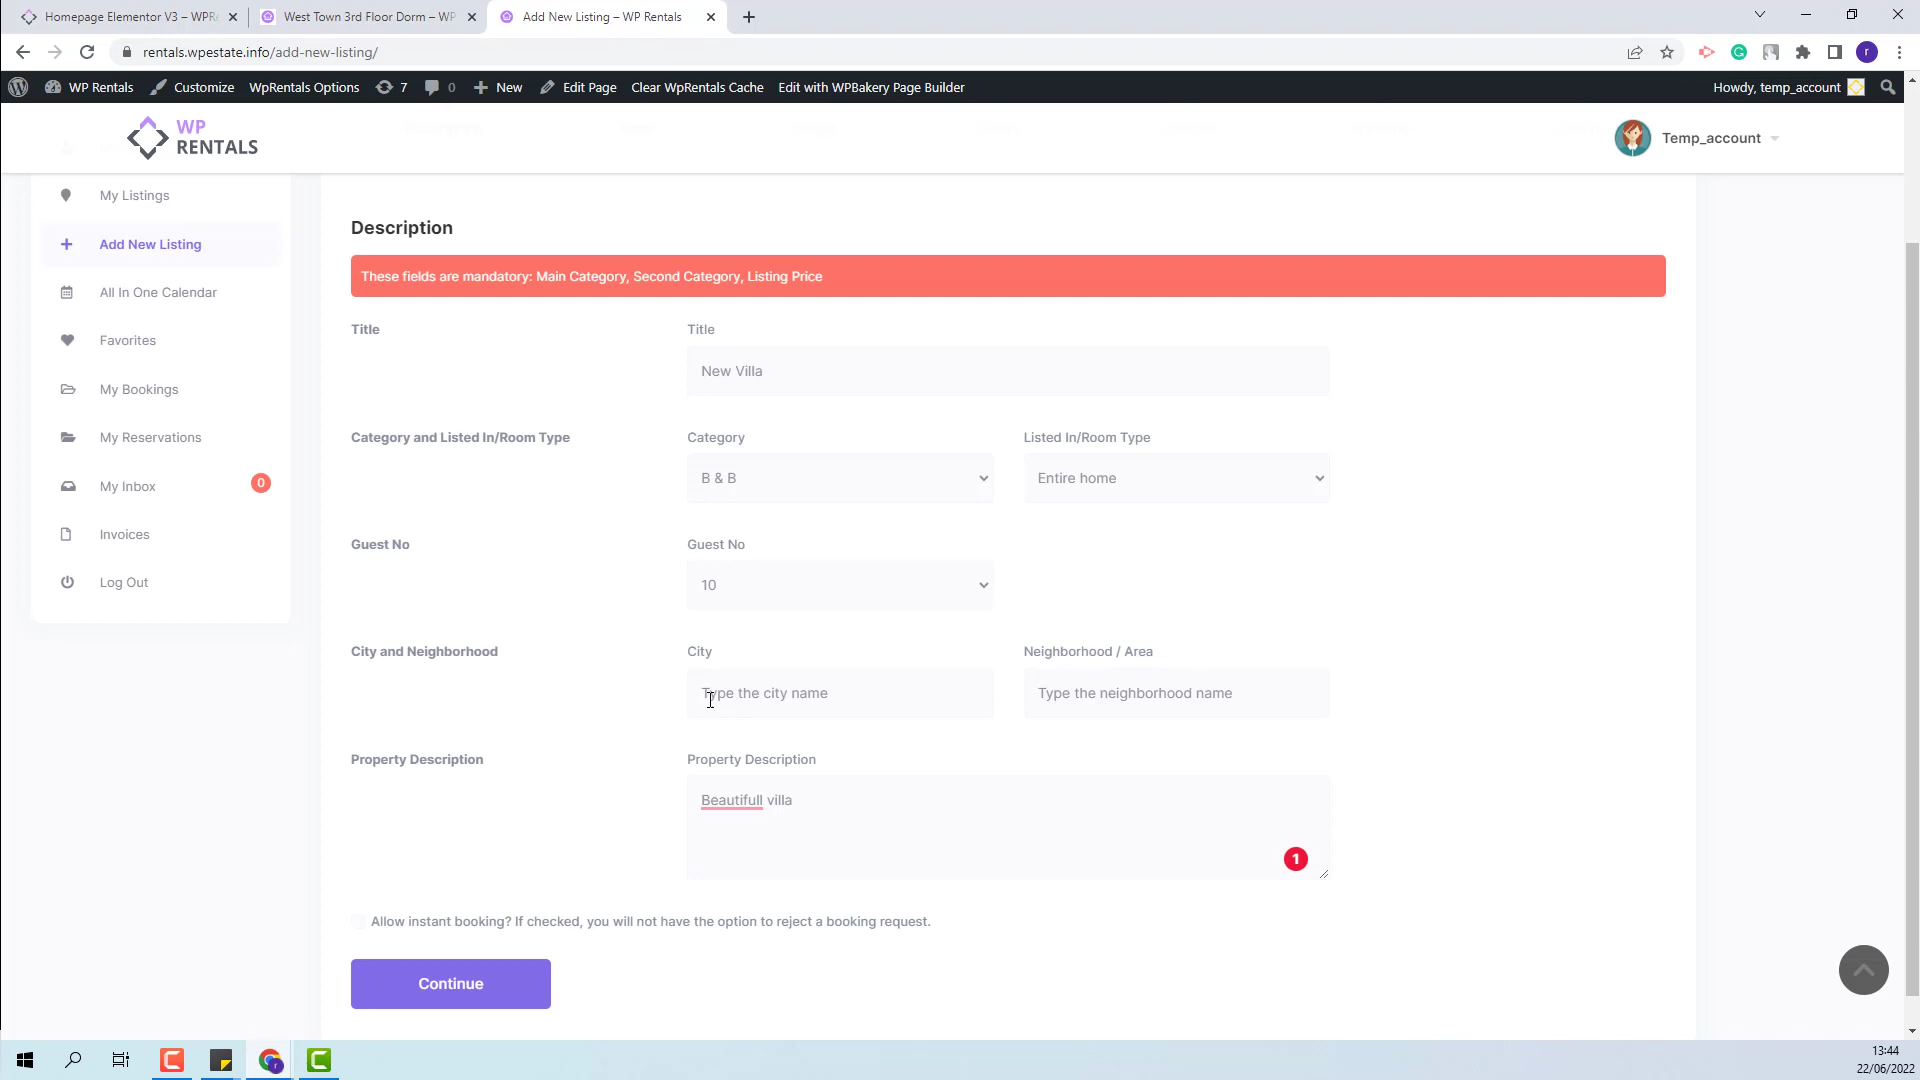 Homepage Elementor V3 – WPRe
West Town 3rd Floor Dorm – WP
Add New Listing – WP Rentals
rentals.wpestate.info/add-new-listing/
WP Rentals
Customize
WpRentals Options
7
0
New
Edit Page
Clear WpRentals Cache
Edit with WPBakery Page Builder
Howdy, temp_account
WP
RENTALS
Temp_account
My Listings
Add New Listing
All In One Calendar
Favorites
My Bookings
My Reservations
My Inbox
0
Invoices
Log Out
Description
These fields are mandatory: Main Category, Second Category, Listing Price
Title
Title
New Villa
Category and Listed In/Room Type
Category
Listed In/Room Type
B & B
Entire home
Guest No
Guest No
10
City and Neighborhood
City
Neighborhood / Area
Type the city name
Type the neighborhood name
Property Description
Property Description
Beautifull villa
1
Allow instant booking? If checked, you will not have the option to reject a booking request.
Continue
13:44
22/06/2022